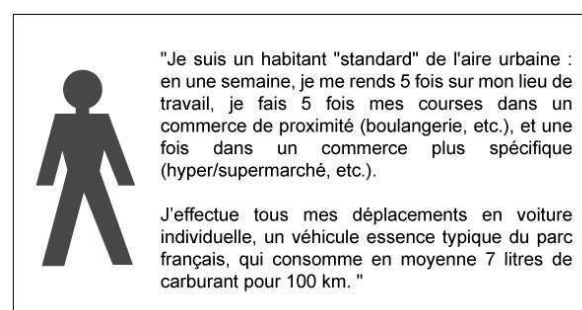 "Je suis un habitant "standard" de l'aire urbaine :
en une semaine, je me rends 5 fois sur mon lieu de
travail, je fais 5 fois mes courses dans un
commerce de proximité (boulangerie, etc.), et une
fois dans un commerce plus spécifique
(hyper/supermarché, etc.).
J'effectue tous mes déplacements en voiture
individuelle, un véhicule essence typique du parc
français, qui consomme en moyenne 7 litres de
carburant pour 100 km. "